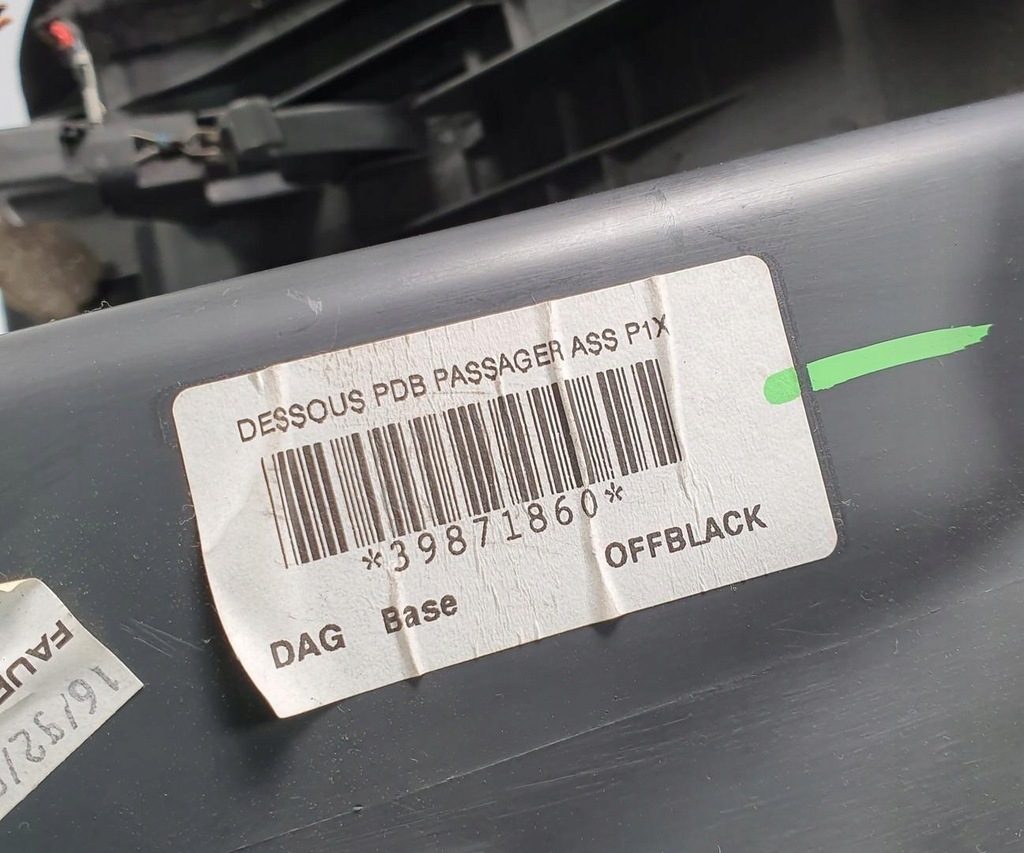 DESSOUS PDB PASSAGER ASS P1X
*39871860*
OFFBLACK
DAG Base